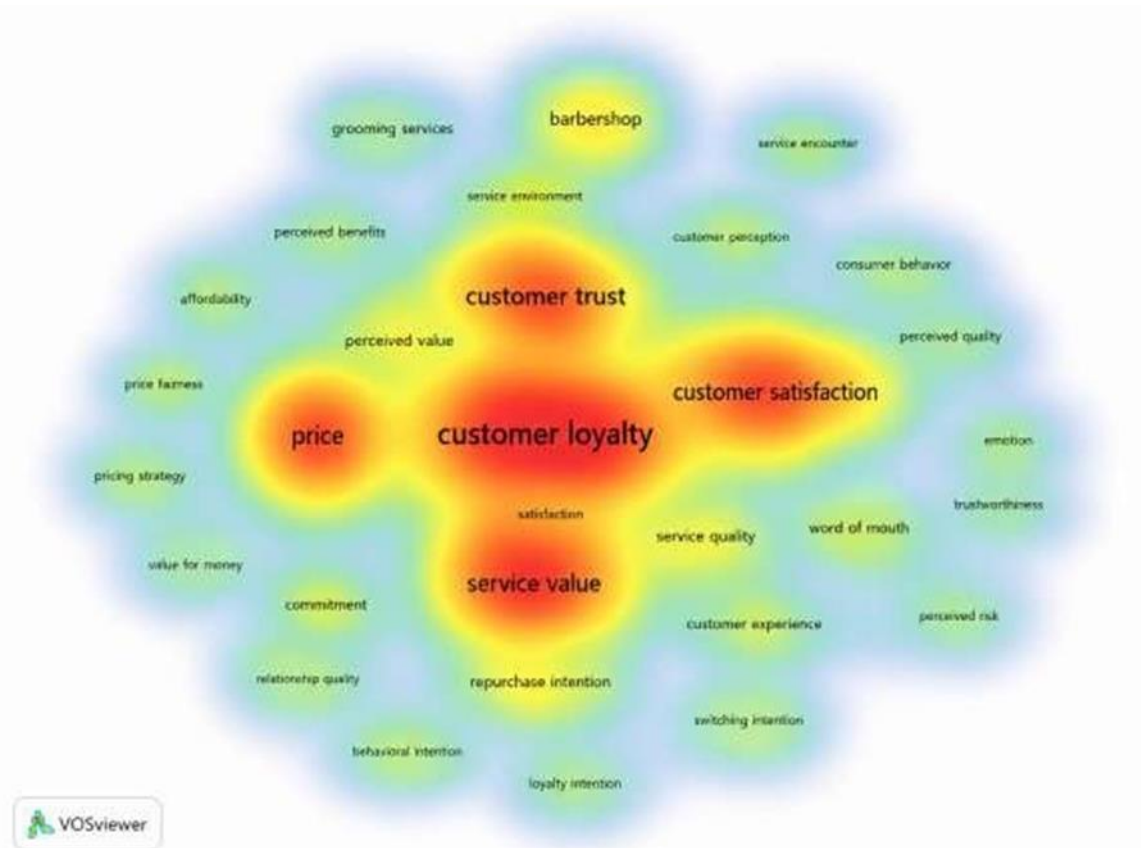 barbershop
grooming services
service encounter
service environment
perceived benefits
customer perception
consumer behavior
customer trust
affordability
perceived value
perceived quality
price fairness
customer satisfaction
price
customer loyalty
emotion
pricing strategy
trustworthiness
satisfaction
word of mouth
service quality
value for money
service value
commitment
perceived risk
customer experience
relationship quality
repurchase intention
switching intention
behavioral intention
loyalty intention
VOSviewer